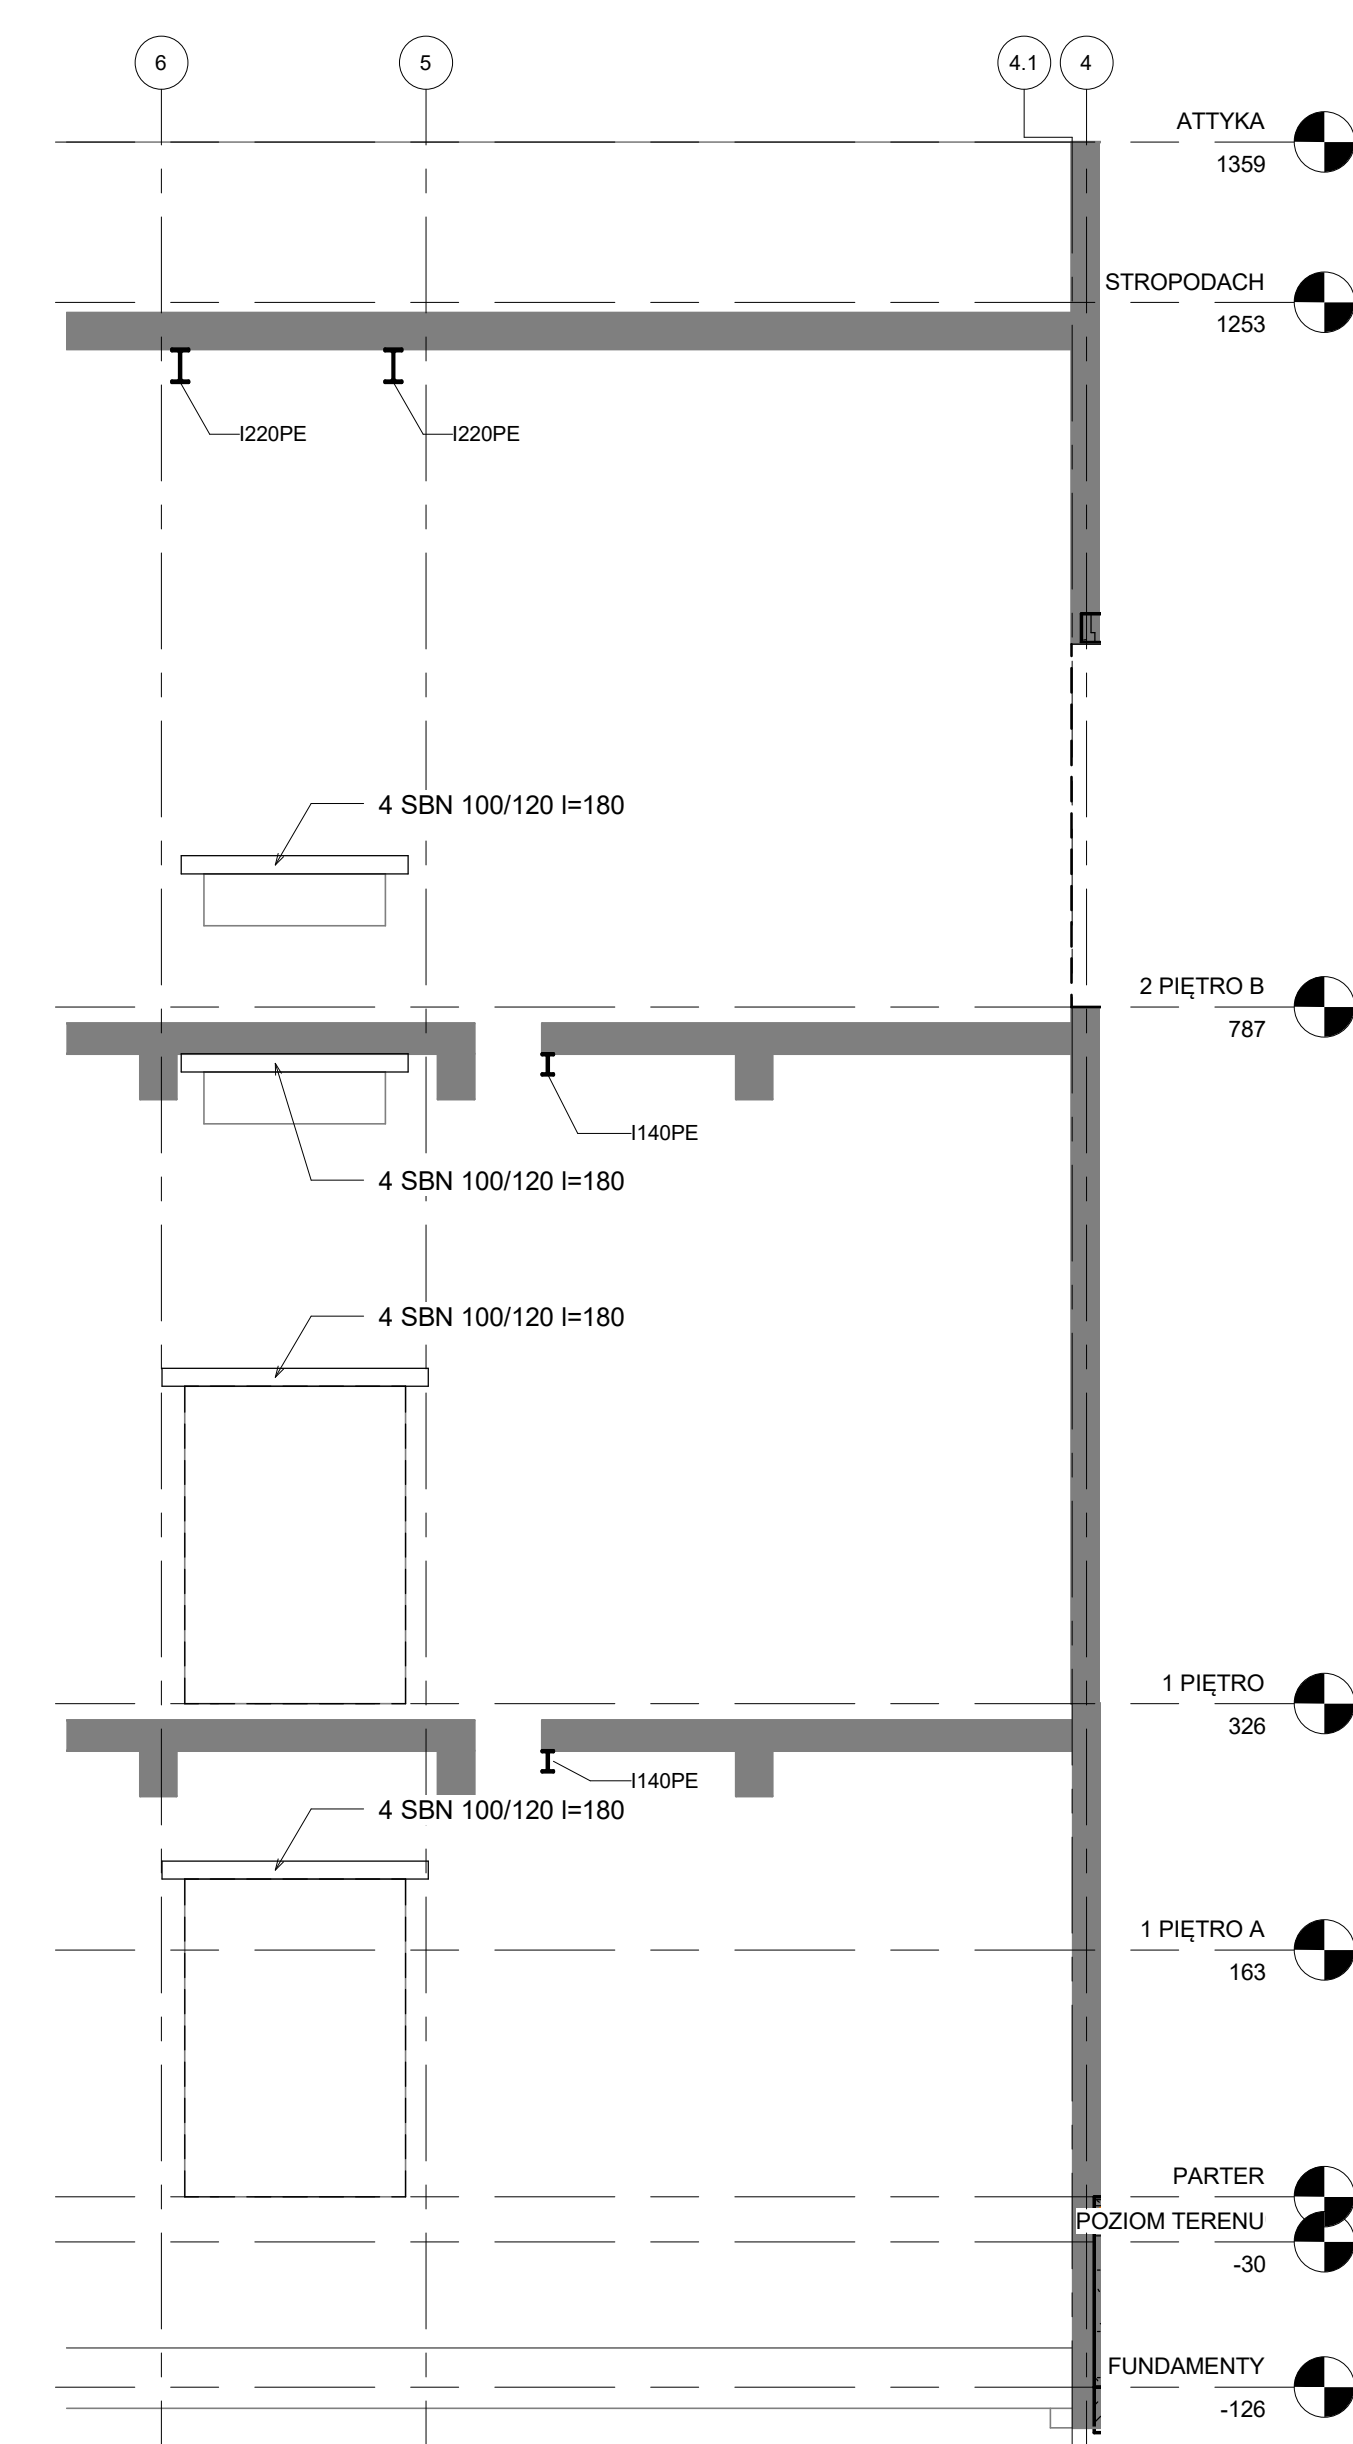 6
5
4.1
4
ATTYKA
1359
STROPODACH
1253
I220PE
I220PE
4 SBN 100/120 l=180
2 PIĘTRO B
787
I140PE
4 SBN 100/120 l=180
4 SBN 100/120 l=180
1 PIĘTRO
326
I140PE
4 SBN 100/120 l=180
1 PIĘTRO A
163
PARTER
POZIOM TERENU
-30
FUNDAMENTY
-126